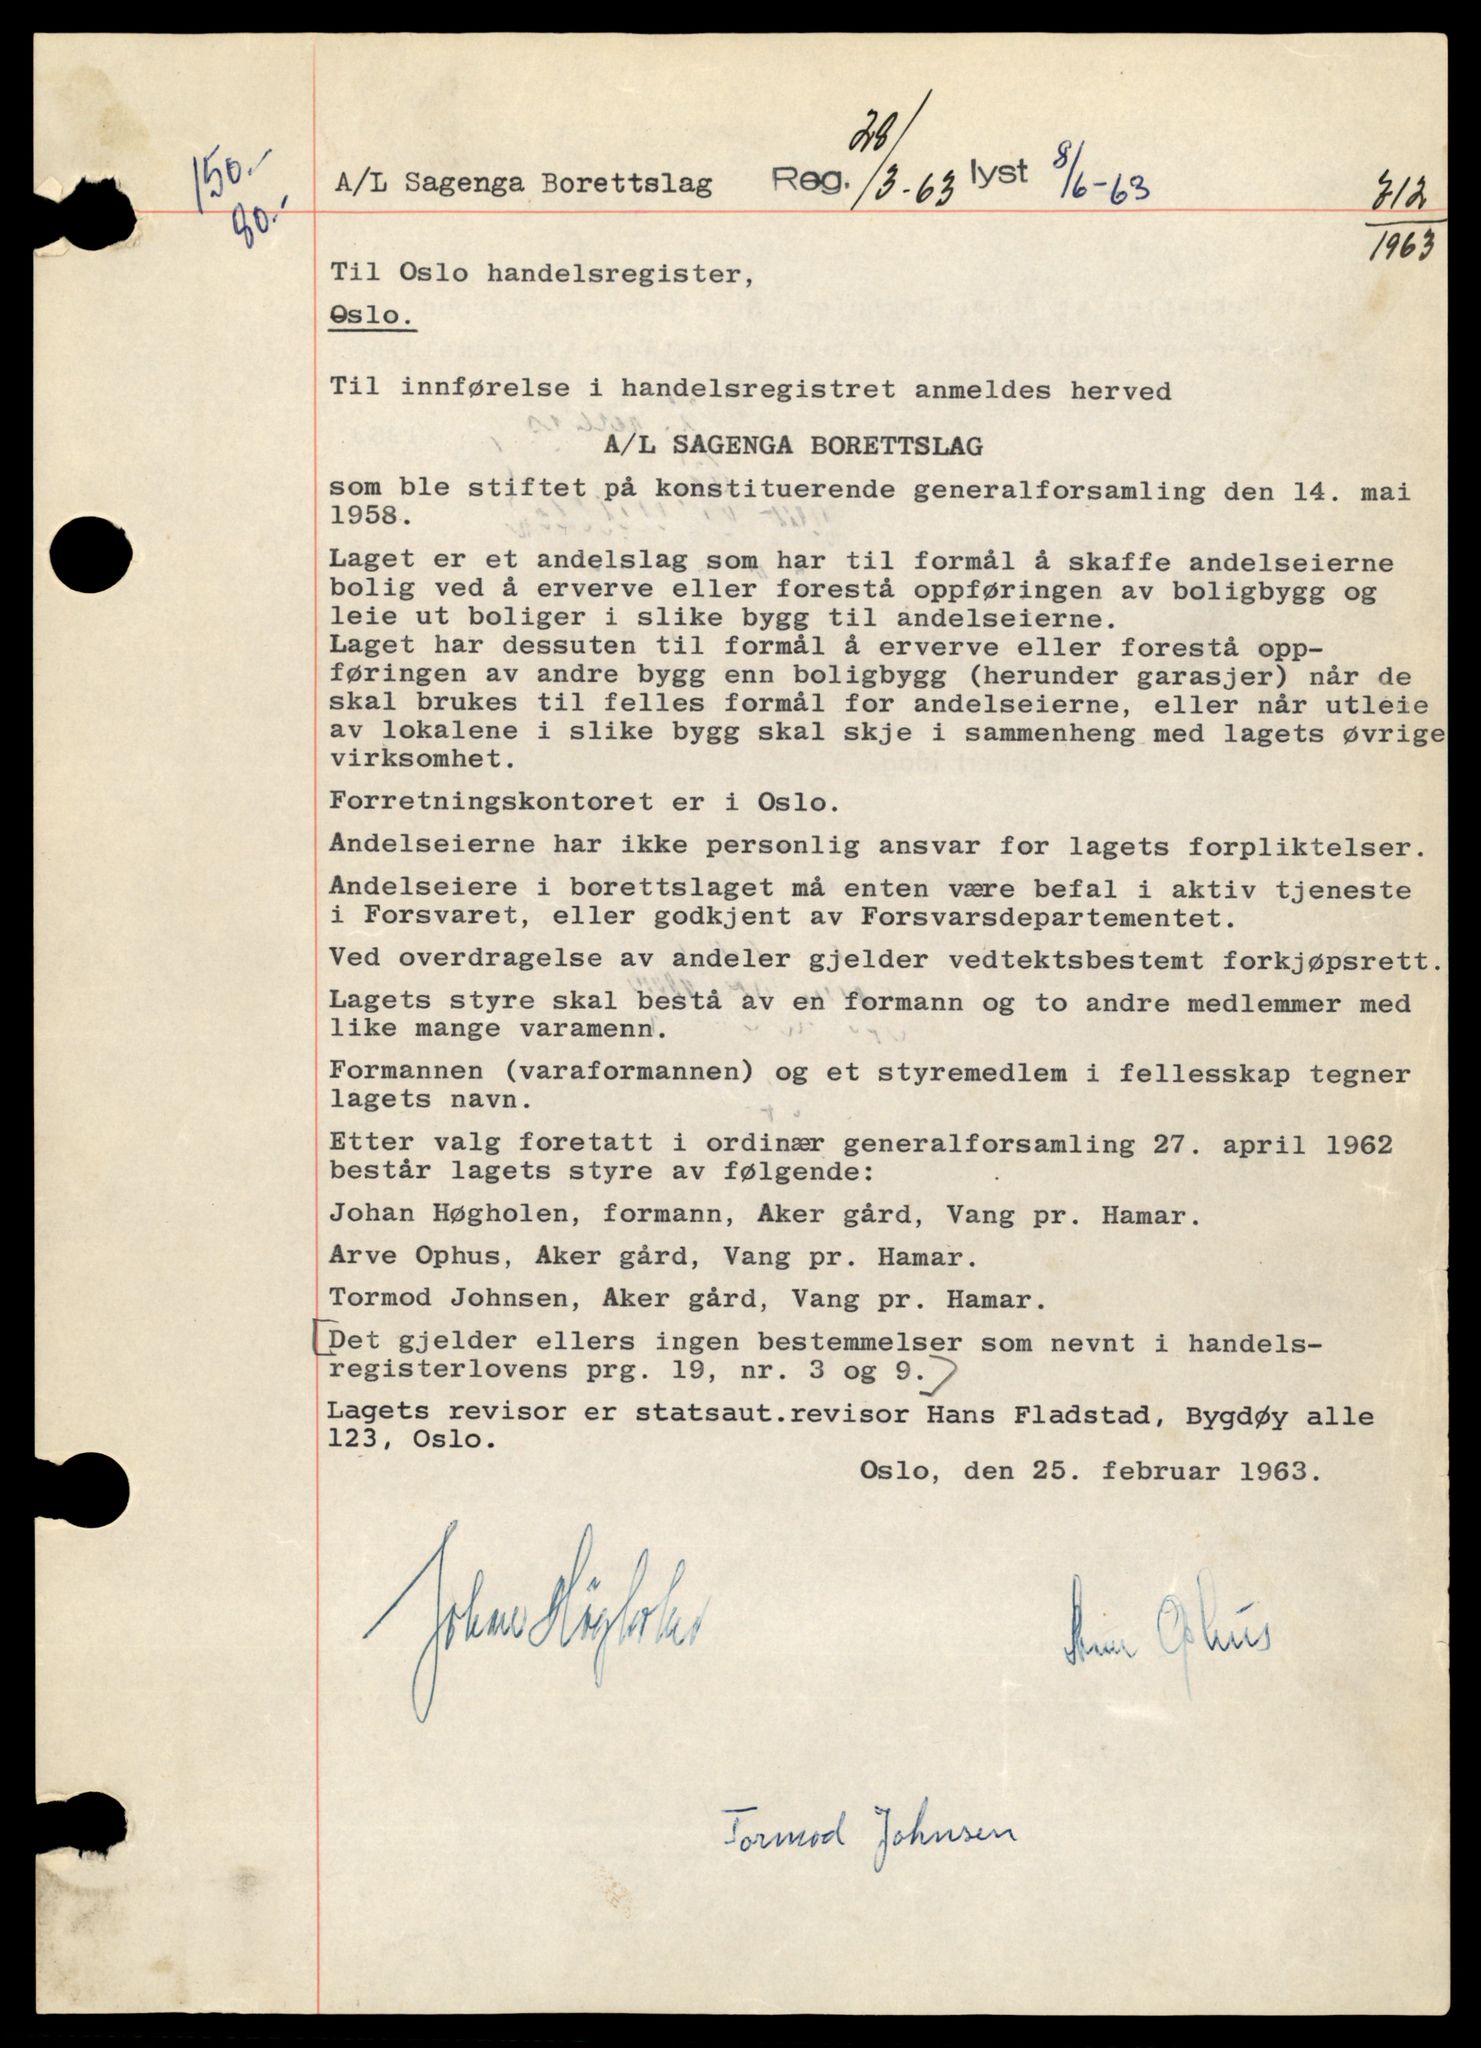 150.-
80.-
A/L Sagenga Borettslag Reg. 28/3-63 lyst 8/6-63
712
1963
Til Oslo handelsregister,
Oslo.
Til innførelse i handelsregistret anmeldes herved
A/L SAGENGA BORETTSLAG
som ble stiftet på konstituerende generalforsamling den 14. mai
1958.
Laget er et andelslag som har til formål å skaffe andelseierne
bolig ved å erverve eller forestå oppføringen av boligbygg og
leie ut boliger i slike bygg til andelseierne.
Laget har dessuten til formål å erverve eller forestå opp-
føringen av andre bygg enn boligbygg (herunder garasjer) når de
skal brukes til felles formål for andelseierne, eller når utleie
av lokalene i slike bygg skal skje i sammenheng med lagets øvrige
virksomhet.
Forretningskontoret er i Oslo.
Andelseierne har ikke personlig ansvar for lagets forpliktelser.
Andelseiere i borettslaget må enten være befal i aktiv tjeneste
i Forsvaret, eller godkjent av Forsvarsdepartementet.
Ved overdragelse av andeler gjelder vedtektsbestemt forkjøpsrett.
Lagets styre skal bestå av en formann og to andre medlemmer med
like mange varamenn.
Formannen (varaformannen) og et styremedlem i fellesskap tegner
lagets navn.
Etter valg foretatt i ordinær generalforsamling 27. april 1962
består lagets styre av følgende:
Johan Høgholen, formann, Aker gård, Vang pr. Hamar.
Arve Ophus, Aker gård, Vang pr. Hamar.
Tormod Johnsen, Aker gård, Vang pr. Hamar.
[Det gjelder ellers ingen bestemmelser som nevnt i handels-
registerlovens prg. 19, nr. 3 og 9.)
Lagets revisor er statsaut.revisor Hans Fladstad, Bygdøy alle
123, Oslo.
Oslo, den 25. februar 1963.
Johan Høgholen
Arve Ophus
Tormod Johnsen